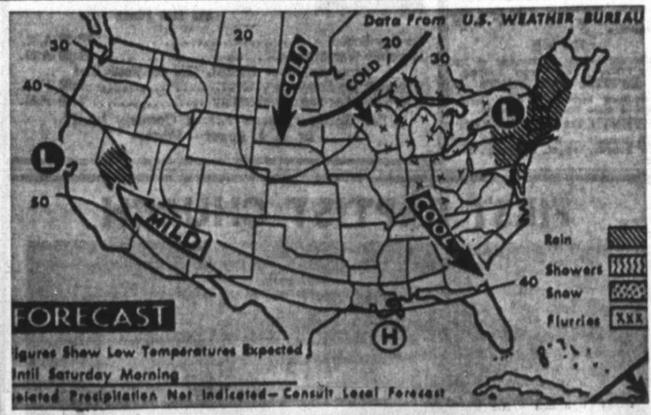 Data From U.S. WEATHER BUREAU
30
20
20
30
40
COLD
COLD
L
L
50
MILD
COOL
40
H
Rain
Showers
Snow
Flurries
FORECAST
igures Show Low Temperatures Expected
ntil Saturday Morning
olated Precipitation Not Indicated—Consult Local Forecast